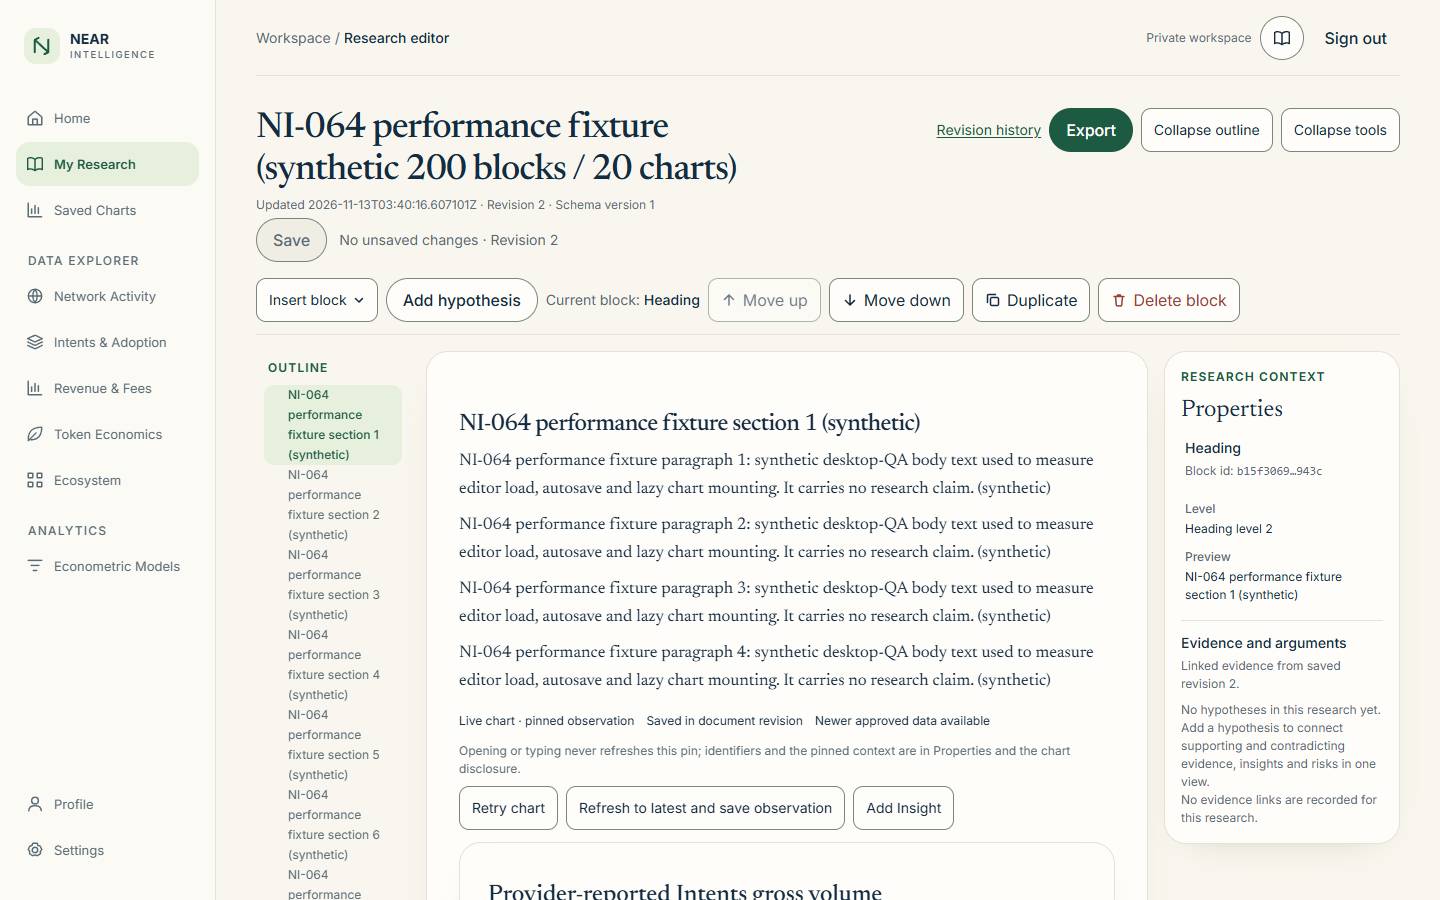 NEAR
INTELLIGENCE
Home
My Research
Saved Charts
DATA EXPLORER
Network Activity
Intents & Adoption
Revenue & Fees
Token Economics
Ecosystem
ANALYTICS
Econometric Models
Profile
Settings
Workspace / Research editor
Private workspace
Sign out
NI-064 performance fixture
(synthetic 200 blocks / 20 charts)
Revision history
Export
Collapse outline
Collapse tools
Updated 2026-11-13T03:40:16.607101Z · Revision 2 · Schema version 1
Save
No unsaved changes · Revision 2
Insert block
Add hypothesis
Current block: Heading
Move up
Move down
Duplicate
Delete block
OUTLINE
NI-064
performance
fixture section 1
(synthetic)
NI-064
performance
fixture section 2
(synthetic)
NI-064
performance
fixture section 3
(synthetic)
NI-064
performance
fixture section 4
(synthetic)
NI-064
performance
fixture section 5
(synthetic)
NI-064
performance
fixture section 6
(synthetic)
NI-064
performance
NI-064 performance fixture section 1 (synthetic)
NI-064 performance fixture paragraph 1: synthetic desktop-QA body text used to measure
editor load, autosave and lazy chart mounting. It carries no research claim. (synthetic)
NI-064 performance fixture paragraph 2: synthetic desktop-QA body text used to measure
editor load, autosave and lazy chart mounting. It carries no research claim. (synthetic)
NI-064 performance fixture paragraph 3: synthetic desktop-QA body text used to measure
editor load, autosave and lazy chart mounting. It carries no research claim. (synthetic)
NI-064 performance fixture paragraph 4: synthetic desktop-QA body text used to measure
editor load, autosave and lazy chart mounting. It carries no research claim. (synthetic)
Live chart · pinned observation
Saved in document revision
Newer approved data available
Opening or typing never refreshes this pin; identifiers and the pinned context are in Properties and the chart
disclosure.
Retry chart
Refresh to latest and save observation
Add Insight
Provider-reported Intents gross volume
RESEARCH CONTEXT
Properties
Heading
Block id: b15f3069…943c
Level
Heading level 2
Preview
NI-064 performance fixture
section 1 (synthetic)
Evidence and arguments
Linked evidence from saved
revision 2.
No hypotheses in this research yet.
Add a hypothesis to connect
supporting and contradicting
evidence, insights and risks in one
view.
No evidence links are recorded for
this research.